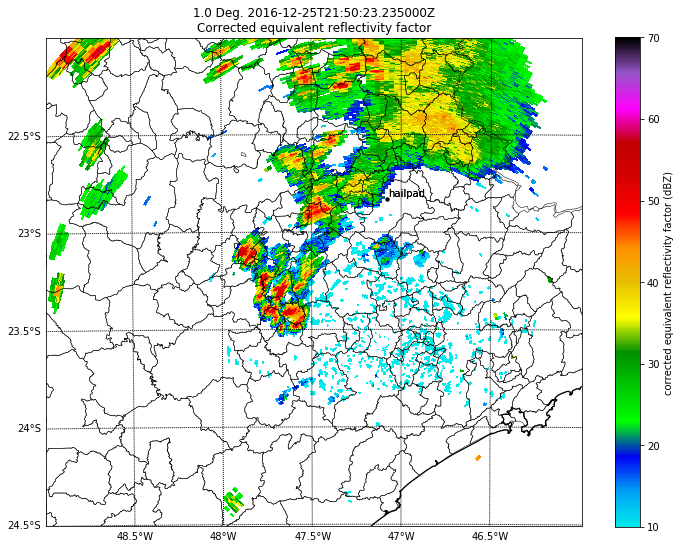 1.0 Deg. 2016-12-25T21:50:23.235000Z
Corrected equivalent reflectivity factor
70
60
50
40
30
20
10
corrected equivalent reflectivity factor (dBZ)
hailpad
22.5°S
23°S
23.5°S
24°S
24.5°S
48.5°W
48°W
47.5°W
47°W
46.5°W